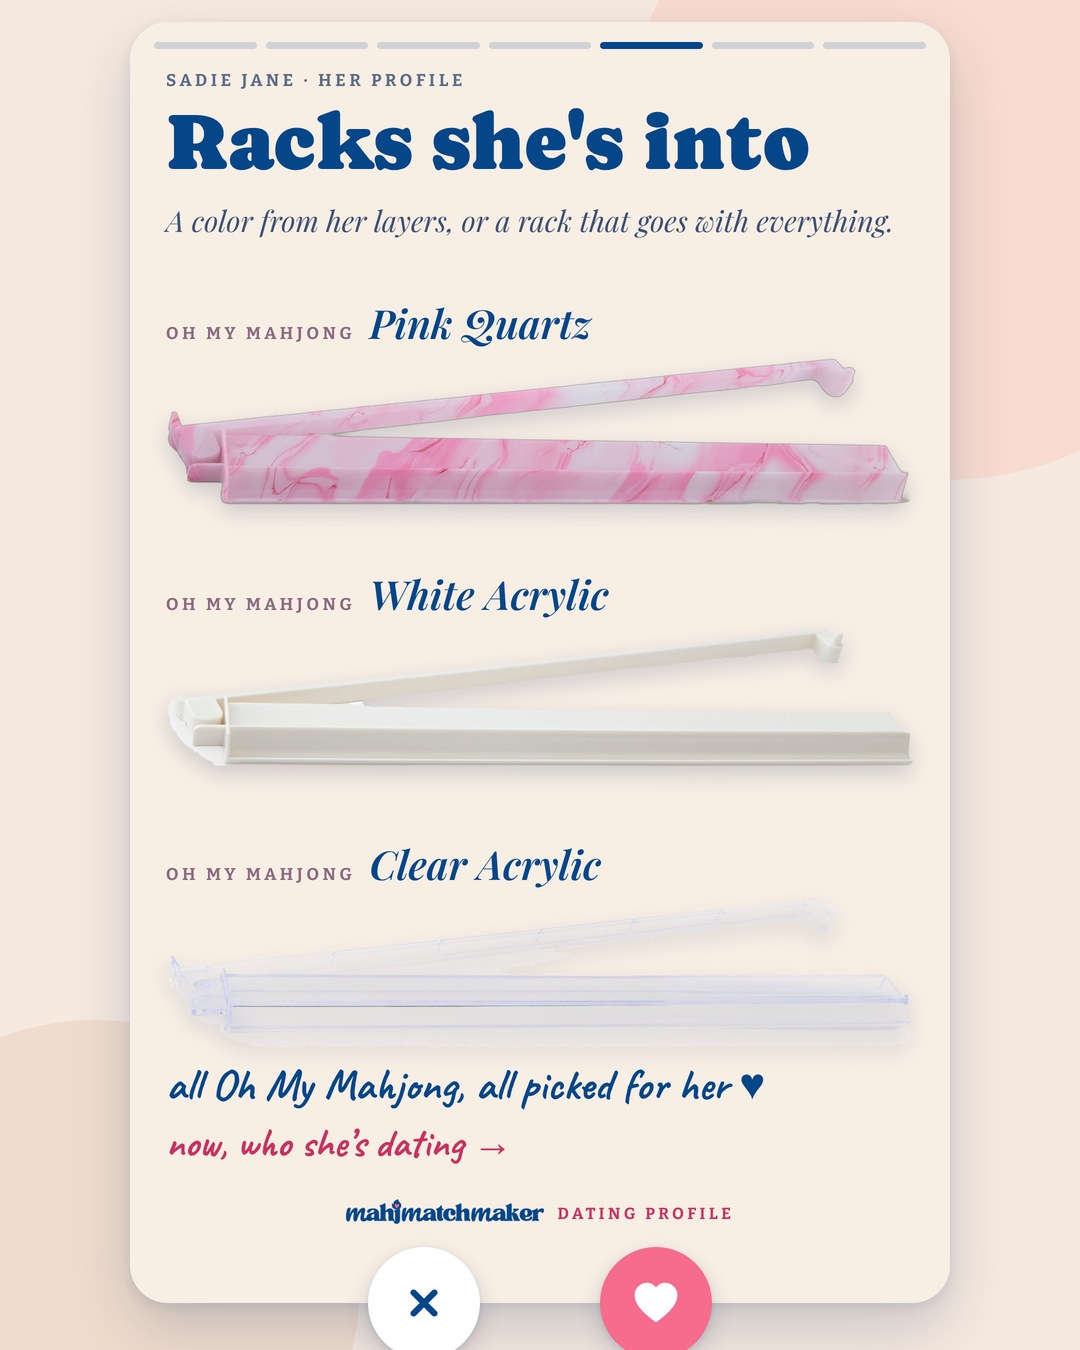 SADIE JANE · HER PROFILE
Racks she's into
A color from her layers, or a rack that goes with everything.
OH MY MAHJONG Pink Quartz
OH MY MAHJONG White Acrylic
OH MY MAHJONG Clear Acrylic
all Oh My Mahjong, all picked for her ♥
now, who she’s dating →
mahjmatchmaker DATING PROFILE